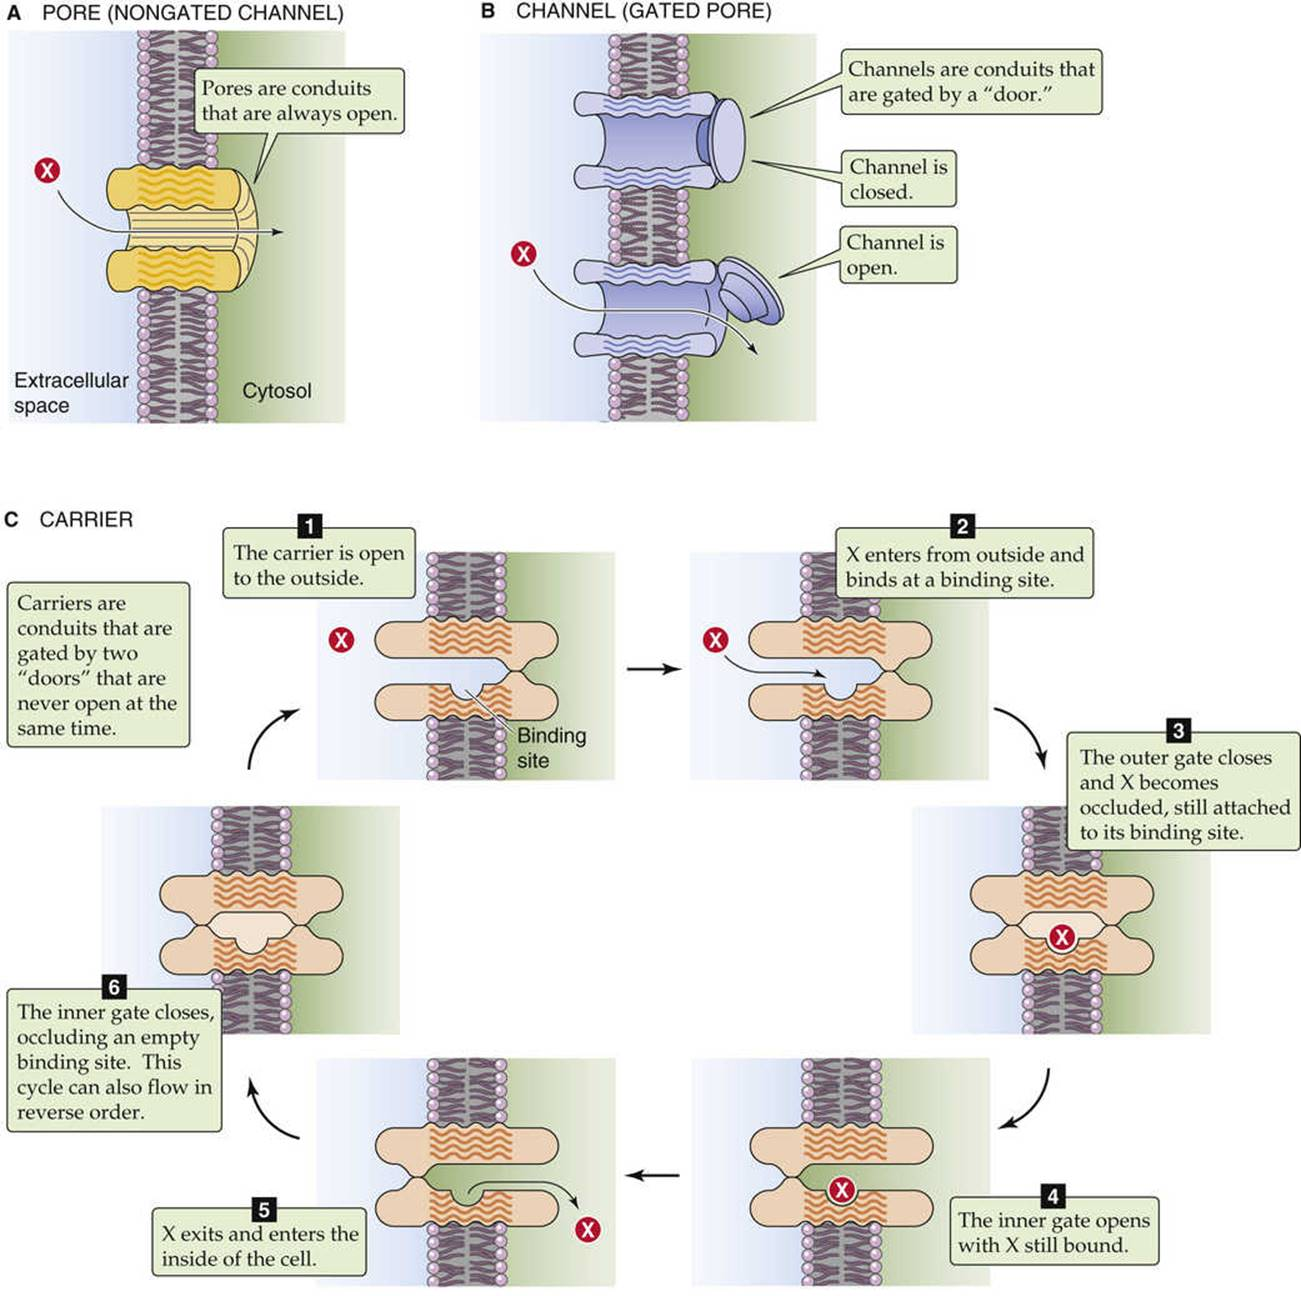 A PORE (NONGATED CHANNEL)
Pores are conduits
that are always open.
X
Extracellular
space
Cytosol
B CHANNEL (GATED PORE)
Channels are conduits that
are gated by a “door.”
Channel is
closed.
Channel is
open.
X
C CARRIER
Carriers are
conduits that are
gated by two
“doors” that are
never open at the
same time.
1
The carrier is open
to the outside.
X
Binding
site
2
X enters from outside and
binds at a binding site.
X
3
The outer gate closes
and X becomes
occluded, still attached
to its binding site.
X
4
The inner gate opens
with X still bound.
X
5
X exits and enters the
inside of the cell.
X
6
The inner gate closes,
occluding an empty
binding site. This
cycle can also flow in
reverse order.